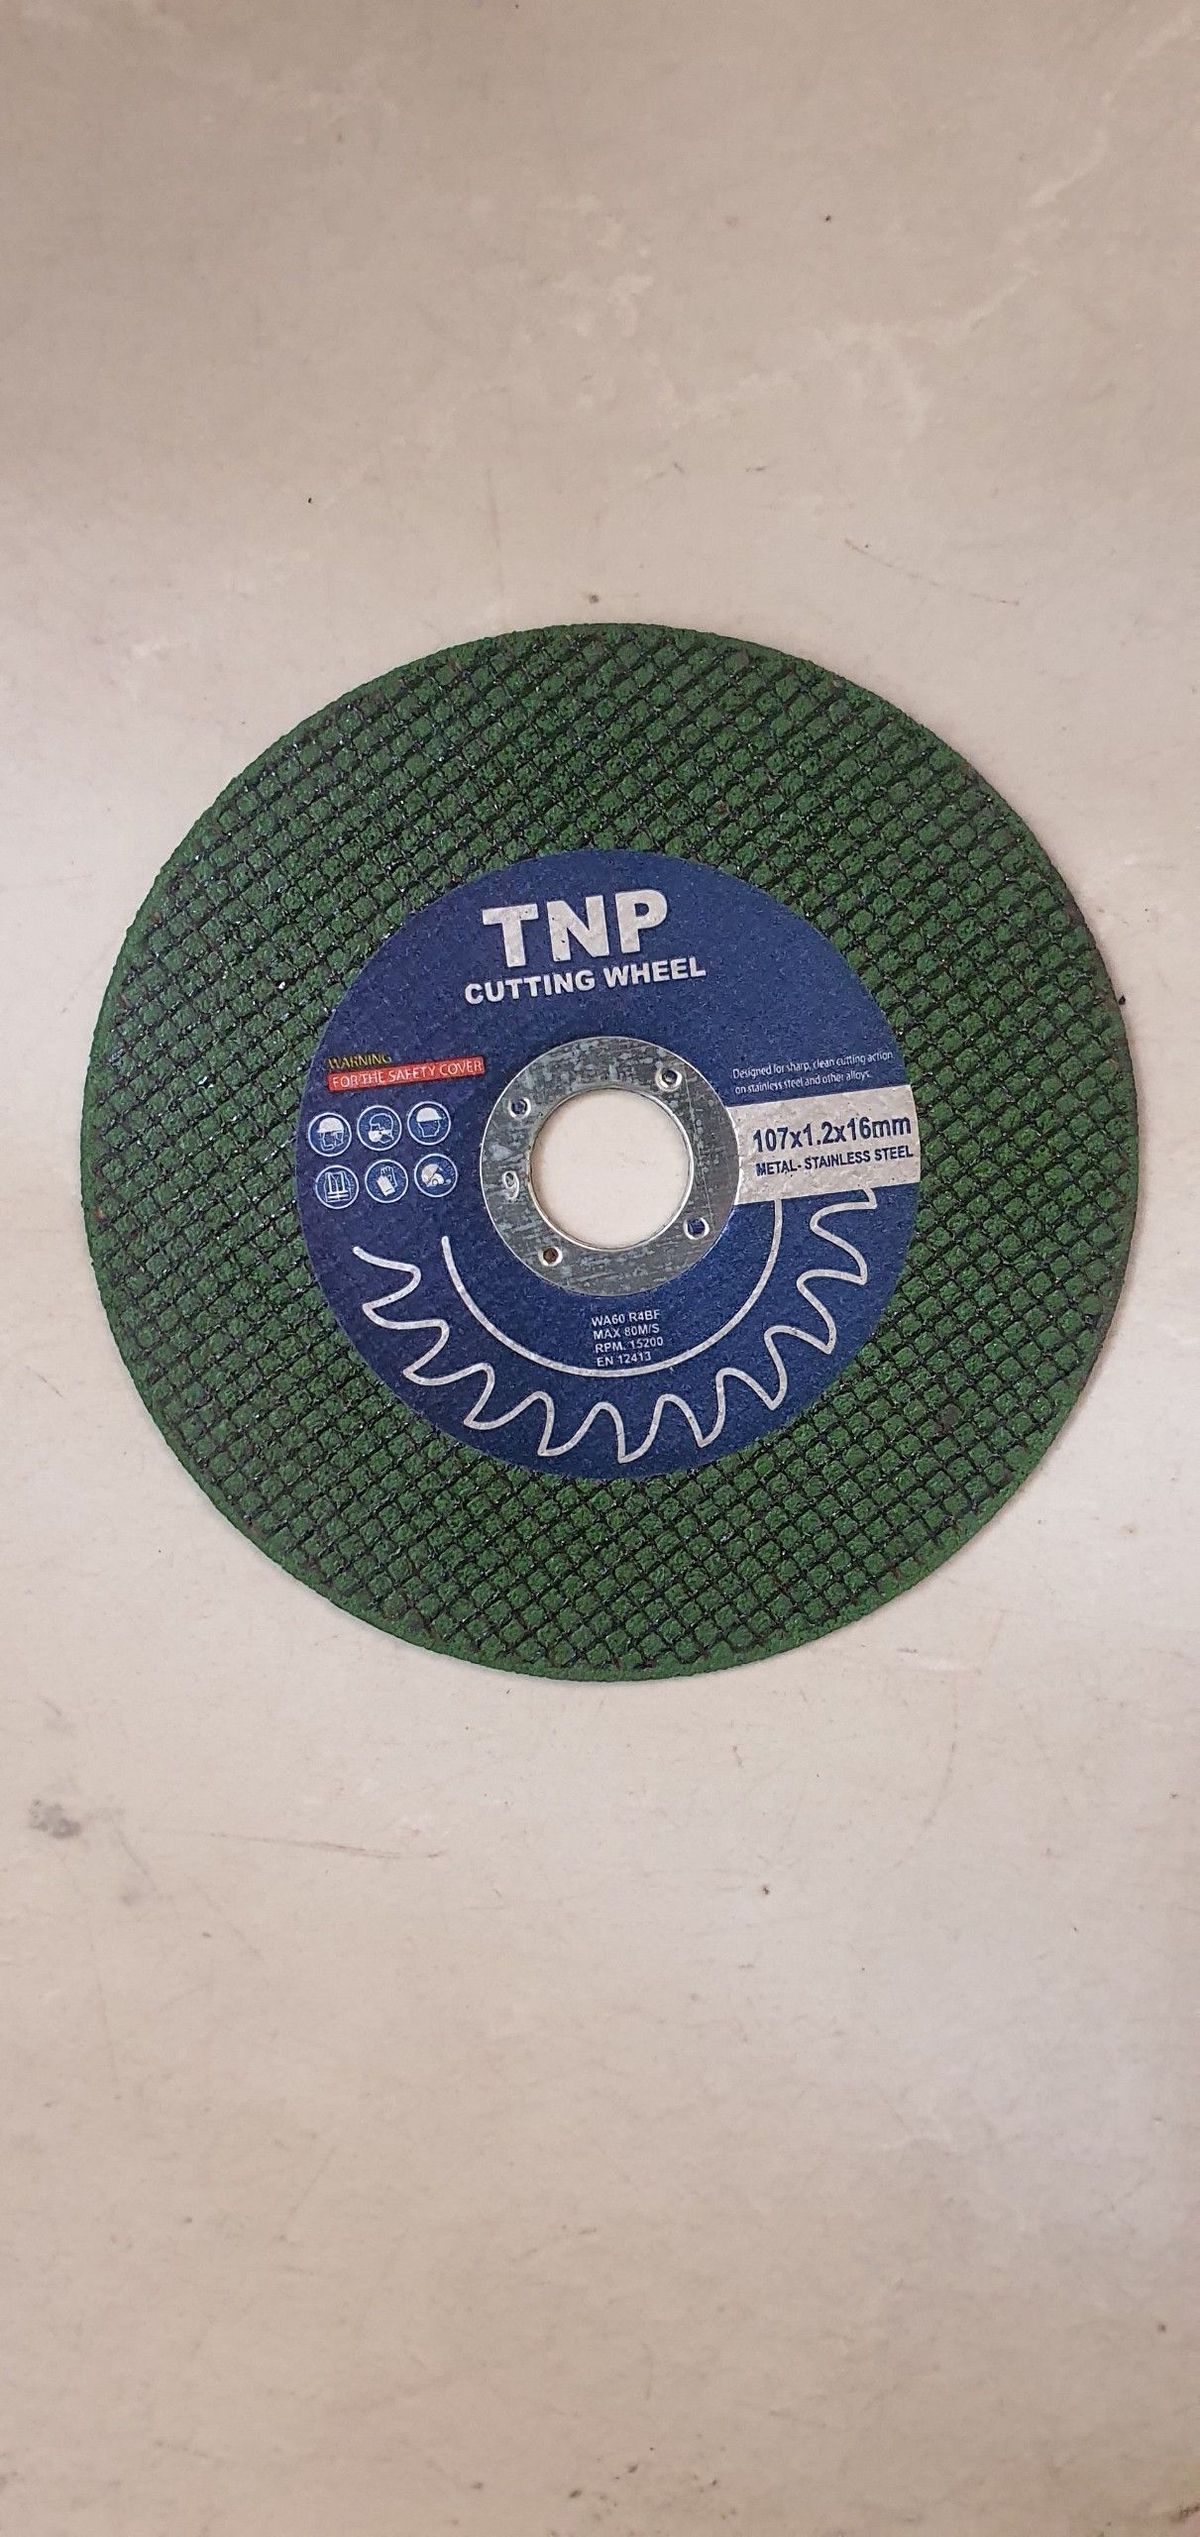 TNP
CUTTING WHEEL
WARNING
FOR THE SAFETY COVER
Designed for sharp, clean cutting action
on stainless steel and other alloys.
107x1.2x16mm
METAL- STAINLESS STEEL
9
WA60 R4BF
MAX 80M/S
RPM. 15200
EN 12413